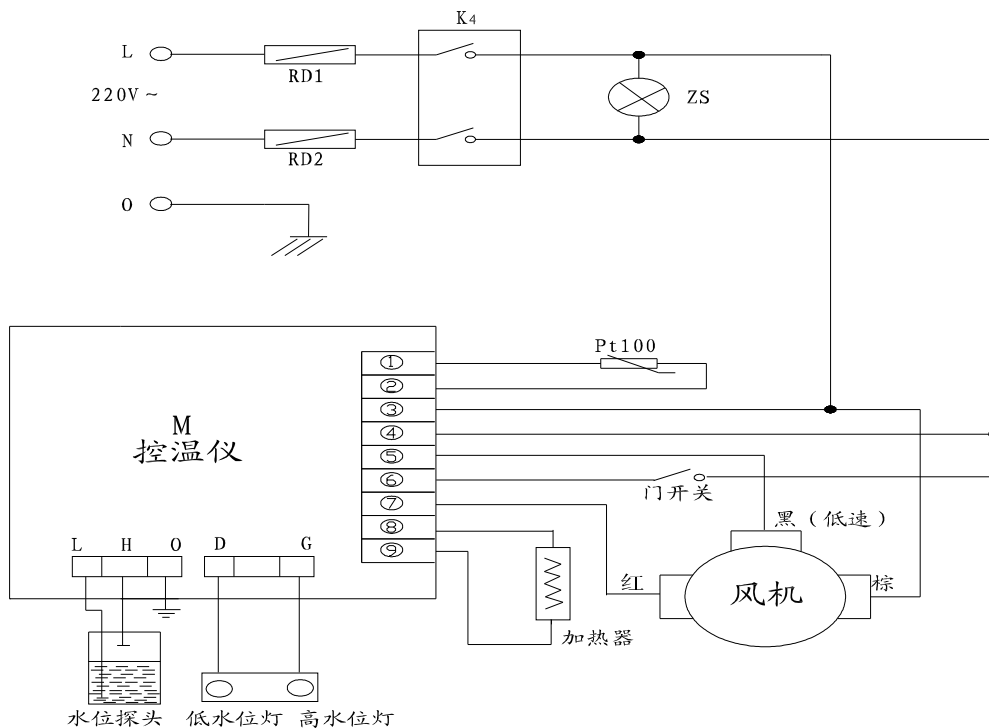 K4
L
RD1
ZS
220V ~
N
RD2
O
Pt100
①
②
③
④
⑤
⑥
⑦
⑧
⑨
M
控温仪
门开关
黑（低速）
L H O D G
红
风机
棕
加热器
水位探头 低水位灯 高水位灯